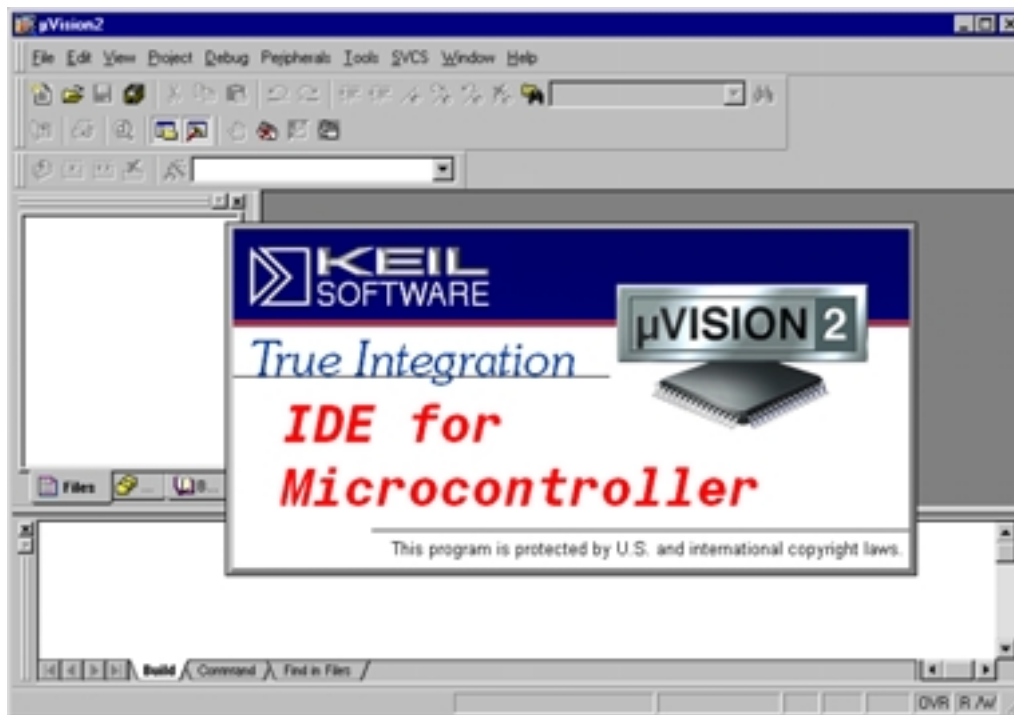 µVision2
File Edit View Project Debug Peripherals Tools SVCS Window Help
KEIL
SOFTWARE
µVISION 2
True Integration
IDE for
Microcontroller
This program is protected by U.S. and international copyright laws.
Files ... B...
Build Command Find in Files
OVR R /W